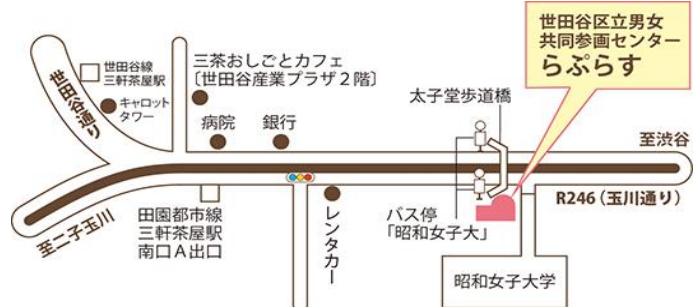 世田谷区立男女
共同参画センター
らぷらす
世田谷線
三軒茶屋駅
世田谷通り
キャロット
タワー
三茶おしごとカフェ
〔世田谷産業プラザ2階〕
病院
銀行
太子堂歩道橋
至渋谷
R246（玉川通り）
至二子玉川
田園都市線
三軒茶屋駅
南口A出口
レンタカー
バス停
「昭和女子大」
昭和女子大学